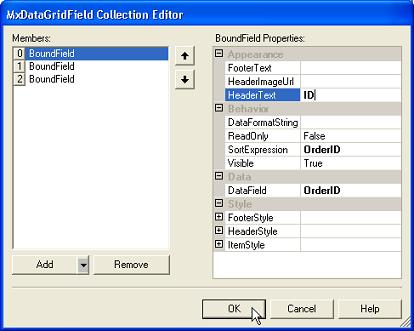 MxDataGridField Collection Editor
Members:
0 BoundField
1 BoundField
2 BoundField
Add
Remove
BoundField Properties:
Appearance
FooterText
HeaderImageUrl
HeaderText ID
Behavior
DataFormatString
ReadOnly False
SortExpression OrderID
Visible True
Data
DataField OrderID
Style
FooterStyle
HeaderStyle
ItemStyle
OK
Cancel
Help